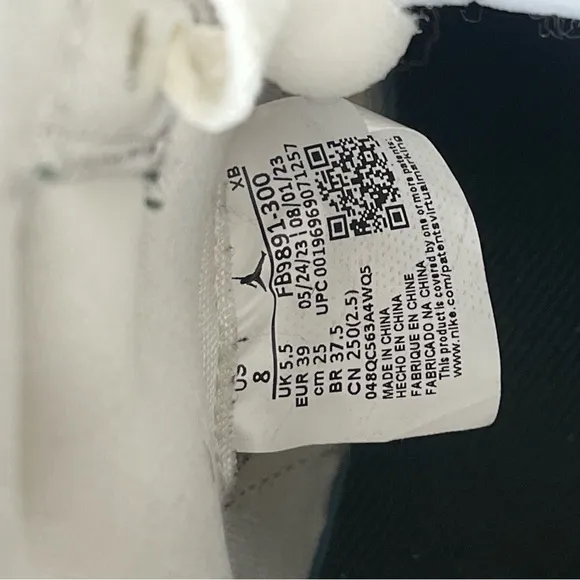 XB
FB9891-300
05/24/23 | 08/01/23
UPC 00196969071257
US
8
UK 5.5
EUR 39
cm 25
BR 37.5
CN 250(2.5)
048QC563A4WQ5
MADE IN CHINA
HECHO EN CHINA
FABRIQUE EN CHINE
FABRICADO NA CHINA
This product is covered by one or more patents:
www.nike.com/patentsvirtualmarking